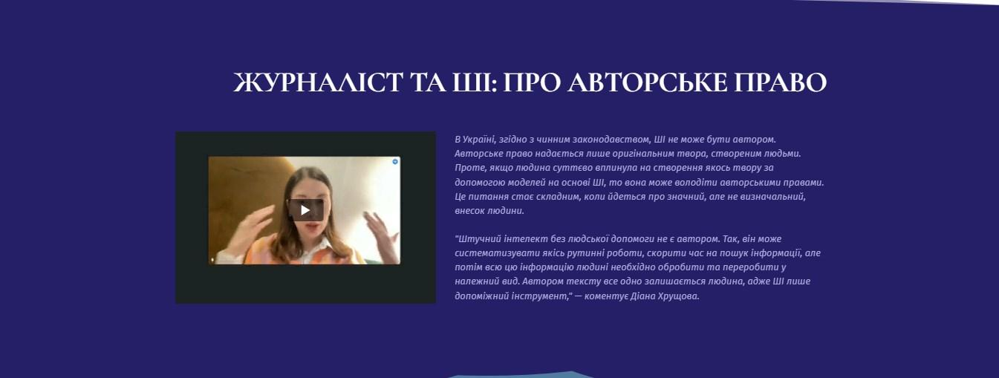 ЖУРНАЛІСТ ТА ШІ: ПРО АВТОРСЬКЕ ПРАВО
В Україні, згідно з чинним законодавством, ШІ не може бути автором.
Авторське право надається лише оригінальним твора, створеним людьми.
Проте, якщо людина суттєво вплинула на створення якось твору за
допомогою моделей на основі ШІ, то вона може володіти авторськими правами.
Це питання стає складним, коли йдеться про значний, але не визначальний,
внесок людини.
"Штучний інтелект без людської допомоги не є автором. Так, він може
систематизувати якісь рутинні роботи, скорити час на пошук інформації, але
потім всю цю інформацію людині необхідно обробити та переробити у
належний вид. Автором тексту все одно залишається людина, адже ШІ лише
допоміжний інструмент," — коментує Діана Хрущова.